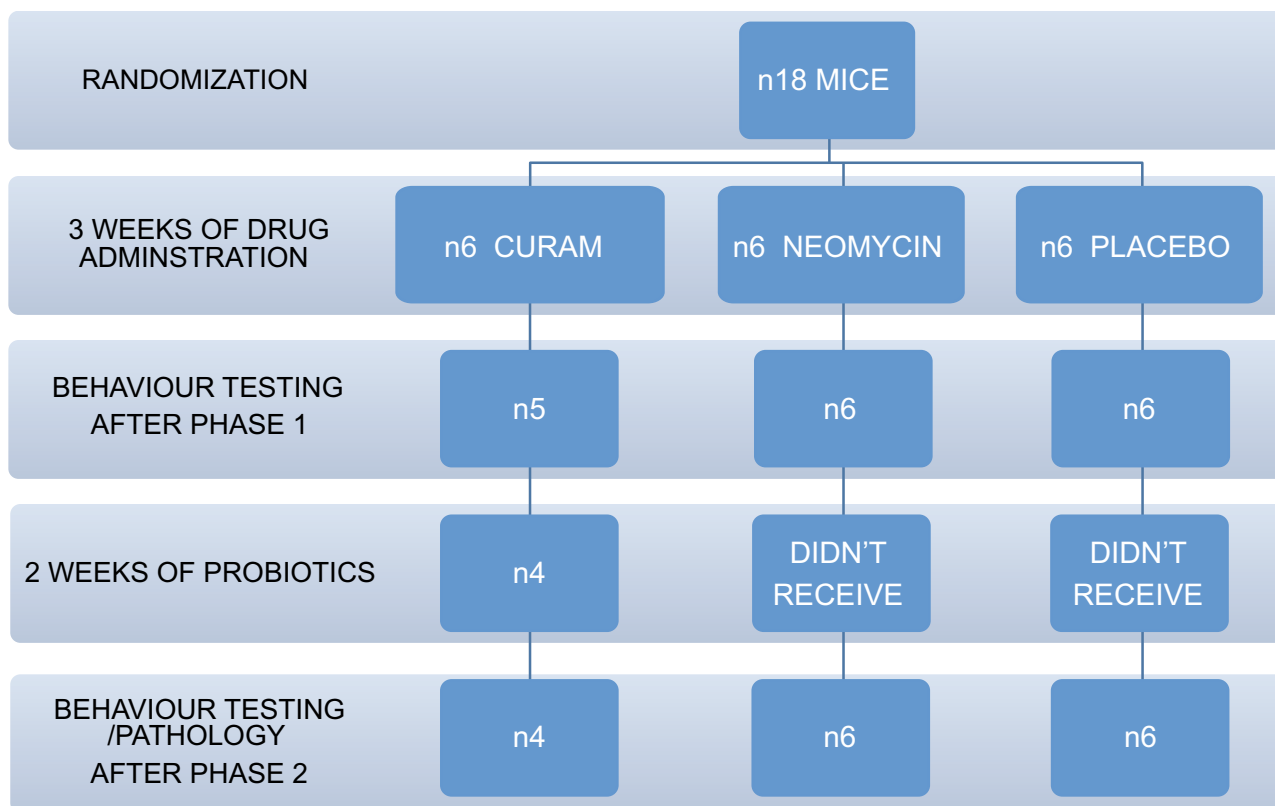 RANDOMIZATION
n18 MICE
3 WEEKS OF DRUG
ADMINSTRATION
n6 CURAM
n6 NEOMYCIN
n6 PLACEBO
BEHAVIOUR TESTING
AFTER PHASE 1
n5
n6
n6
2 WEEKS OF PROBIOTICS
n4
DIDN’T
RECEIVE
DIDN’T
RECEIVE
BEHAVIOUR TESTING
/PATHOLOGY
AFTER PHASE 2
n4
n6
n6